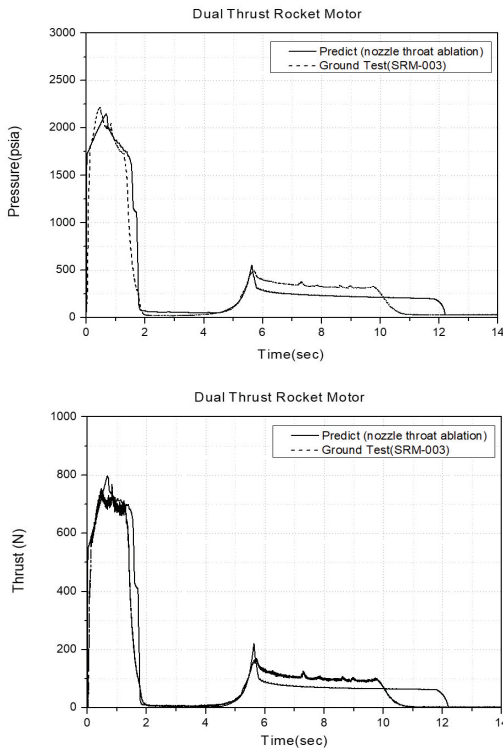 Dual Thrust Rocket Motor
Predict (nozzle throat ablation)
Ground Test(SRM-003)
3000
2500
2000
1500
1000
500
0
Pressure(psia)
0 2 4 6 8 10 12 14
Time(sec)
Dual Thrust Rocket Motor
Predict (nozzle throat ablation)
Ground Test(SRM-003)
1000
800
600
400
200
0
Thrust (N)
0 2 4 6 8 10 12 14
Time(sec)